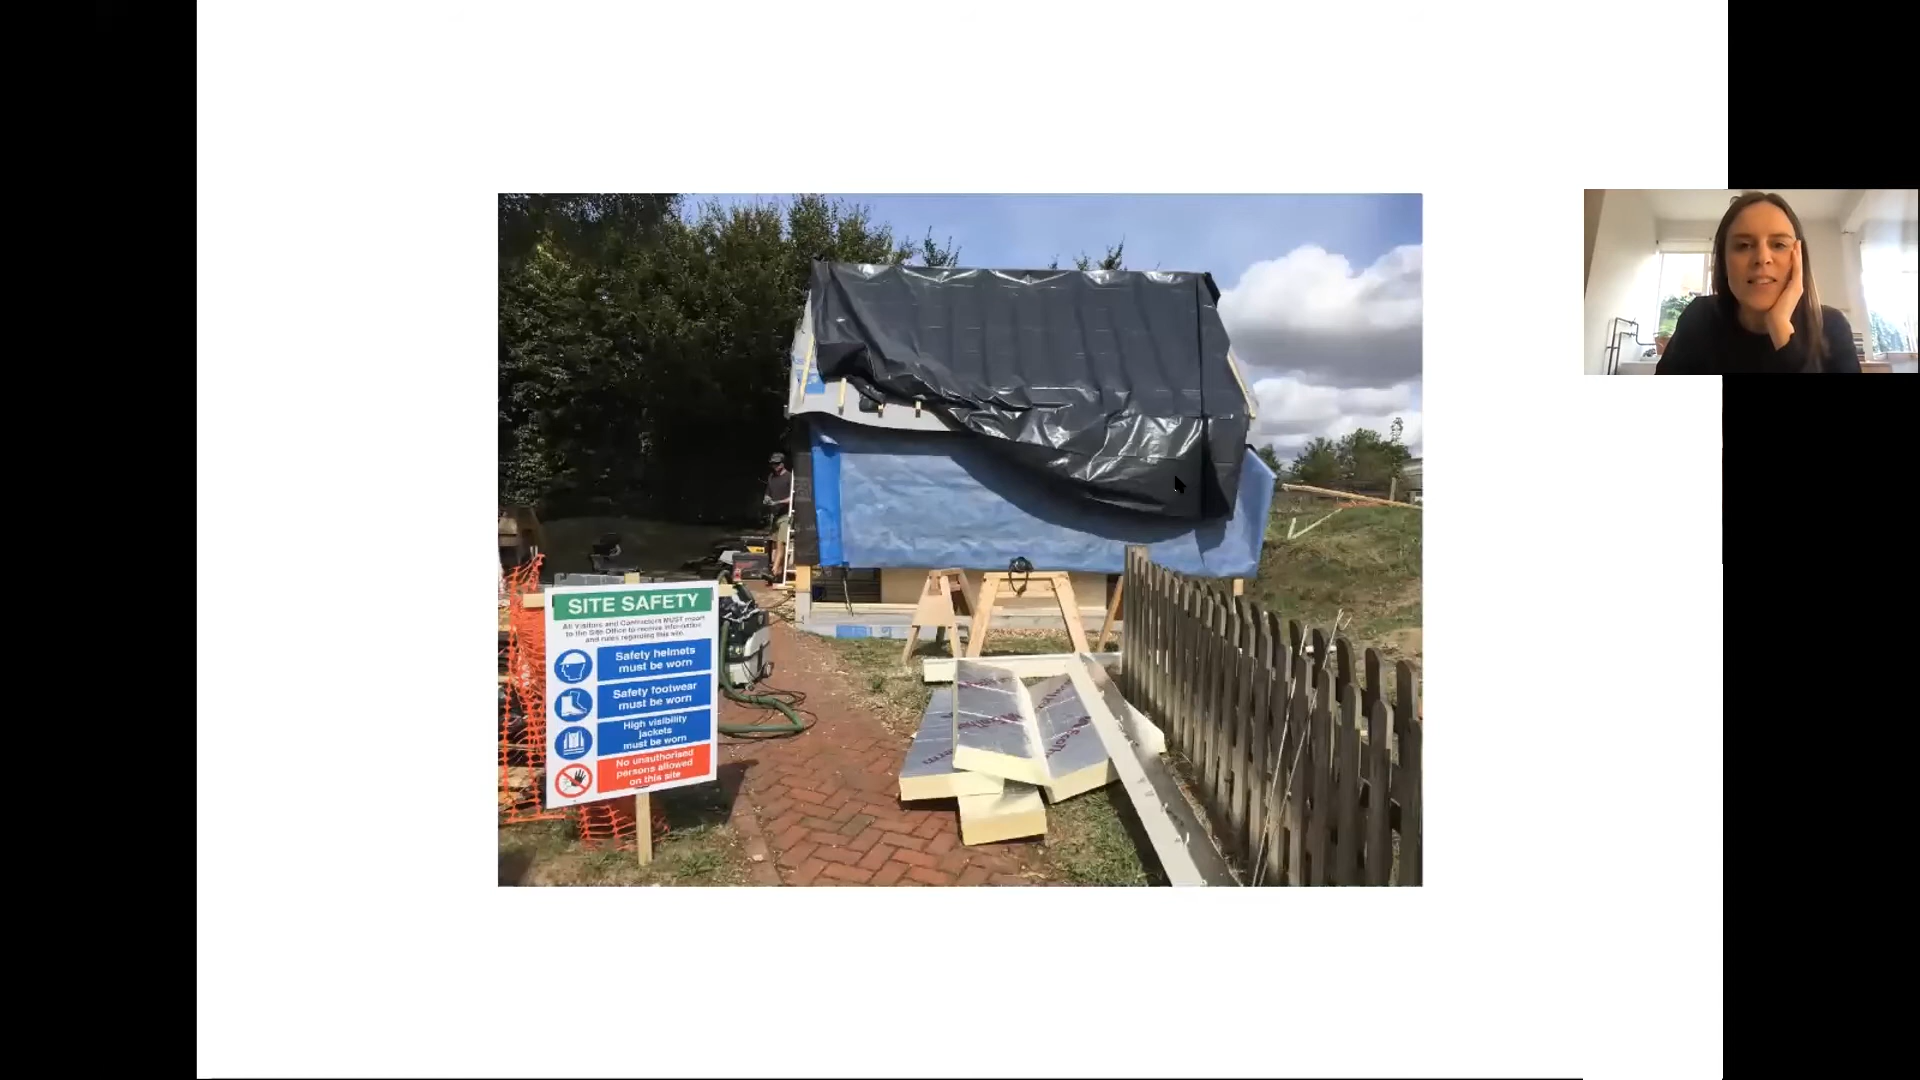 SITE SAFETY
All Visitors and Contractors MUST report
to the Site Office to receive information
and rules regarding this site.
Safety helmets
must be worn
Safety footwear
must be worn
High visibility
jackets
must be worn
No unauthorised
persons allowed
on this site